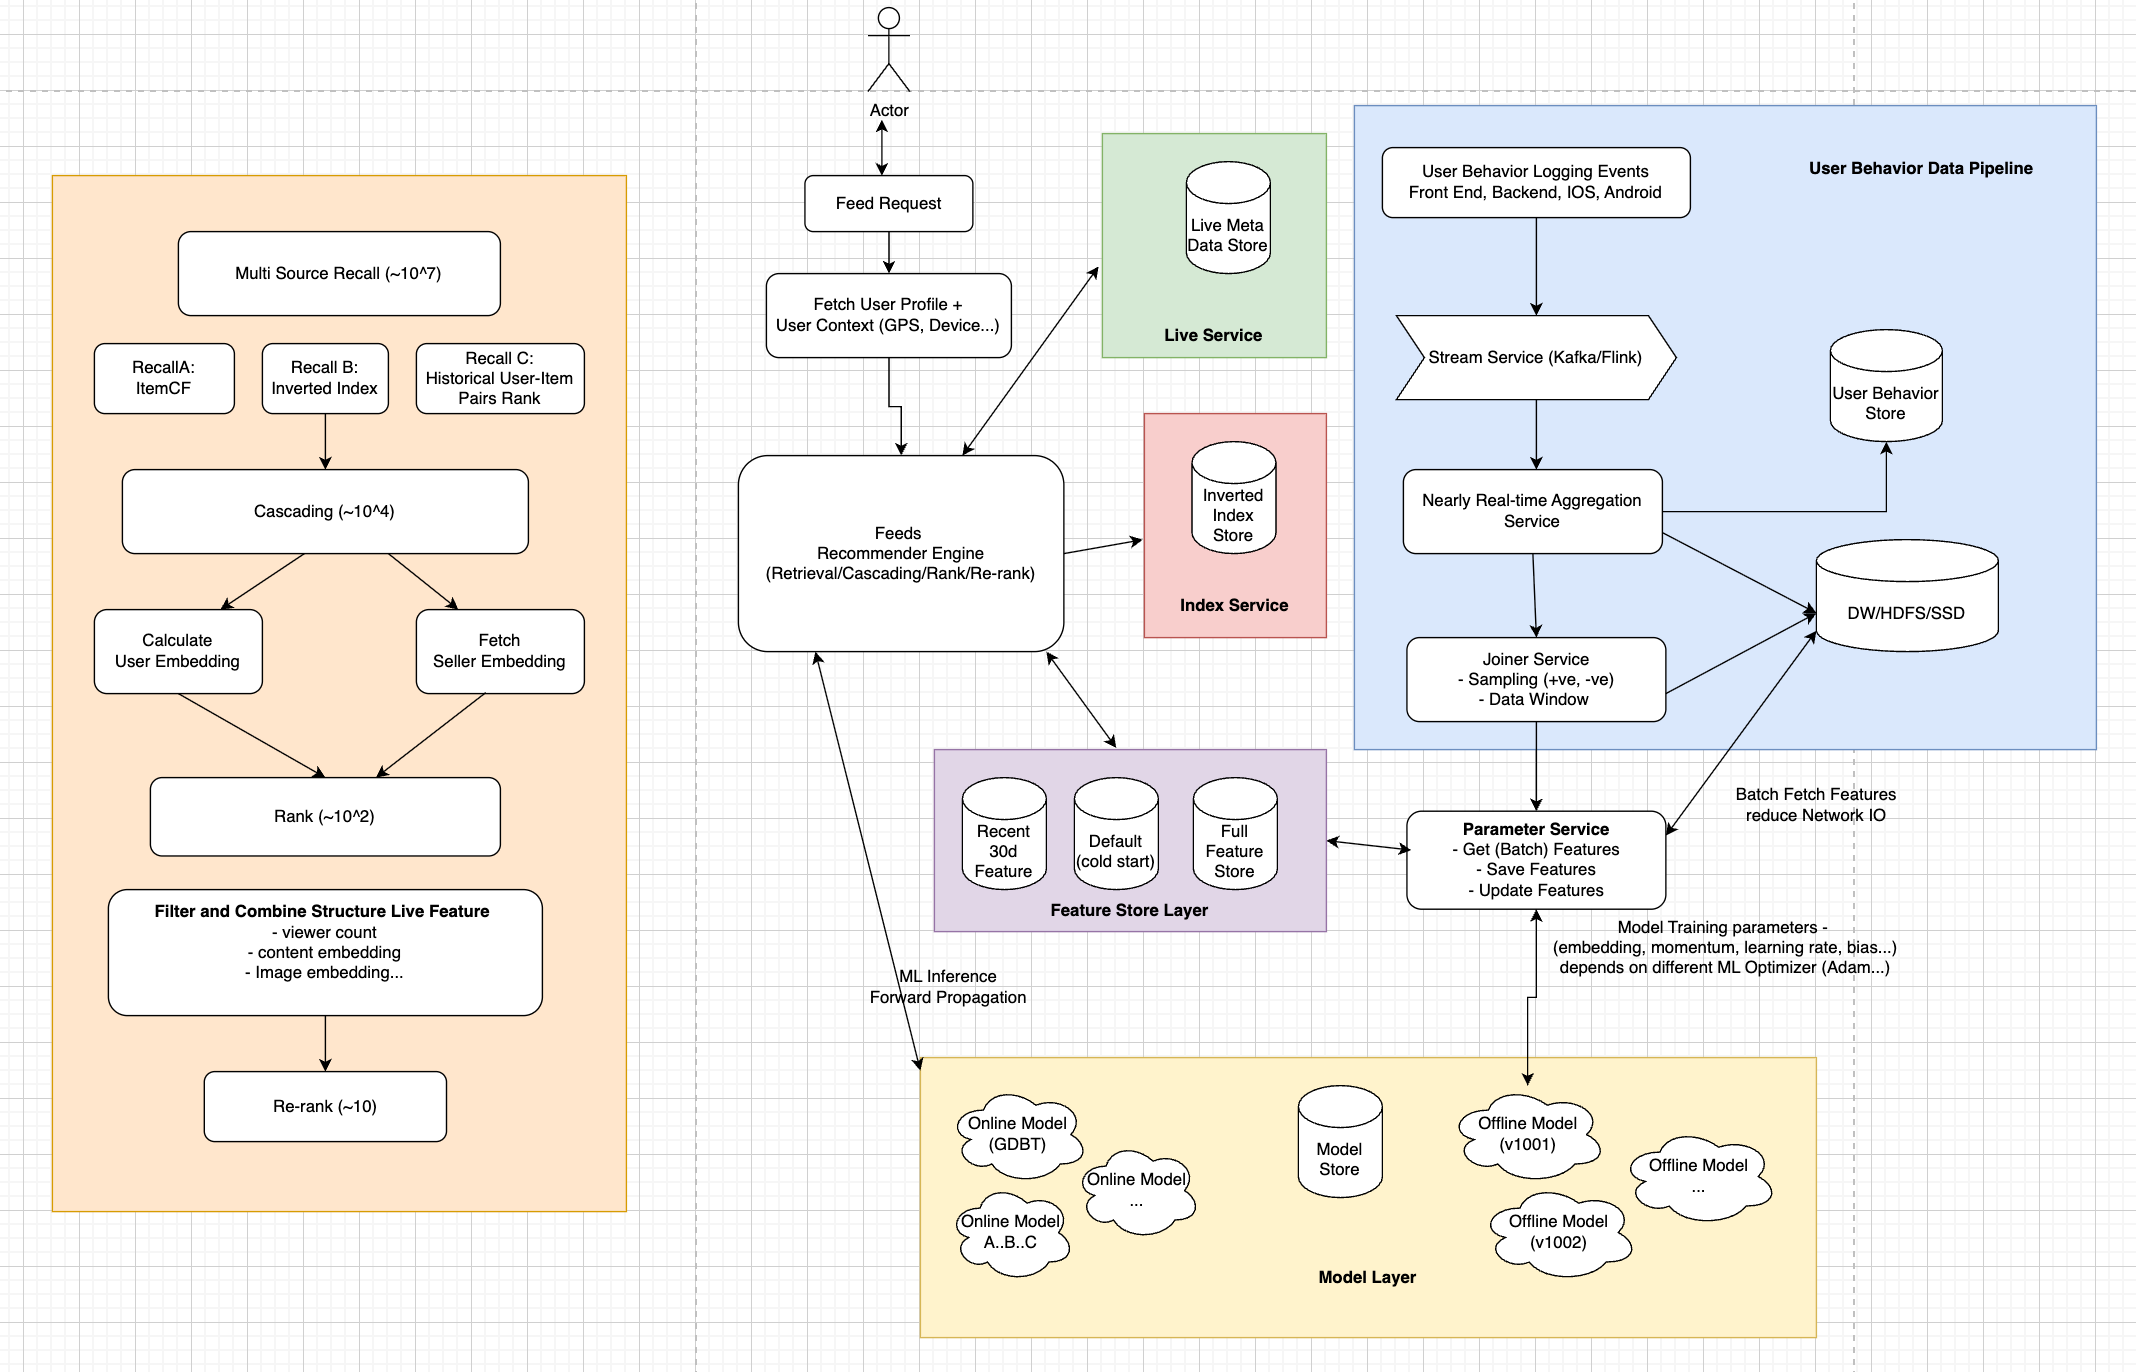 Actor
Feed Request
Fetch User Profile +
User Context (GPS, Device...)
Feeds
Recommender Engine
(Retrieval/Cascading/Rank/Re-rank)
Multi Source Recall (~10^7)
RecallA:
ItemCF
Recall B:
Inverted Index
Recall C:
Historical User-Item
Pairs Rank
Cascading (~10^4)
Calculate
User Embedding
Fetch
Seller Embedding
Rank (~10^2)
Filter and Combine Structure Live Feature
- viewer count
- content embedding
- Image embedding...
Re-rank (~10)
Live Meta
Data Store
Live Service
Inverted
Index
Store
Index Service
User Behavior Data Pipeline
User Behavior Logging Events
Front End, Backend, IOS, Android
Stream Service (Kafka/Flink)
User Behavior
Store
Nearly Real-time Aggregation
Service
DW/HDFS/SSD
Joiner Service
- Sampling (+ve, -ve)
- Data Window
Recent
30d
Feature
Default
(cold start)
Full
Feature
Store
Feature Store Layer
Batch Fetch Features
reduce Network IO
Parameter Service
- Get (Batch) Features
- Save Features
- Update Features
Model Training parameters -
(embedding, momentum, learning rate, bias...)
depends on different ML Optimizer (Adam...)
ML Inference
Forward Propagation
Online Model
(GDBT)
Online Model
...
Online Model
A..B..C
Model
Store
Offline Model
(v1001)
Offline Model
...
Offline Model
(v1002)
Model Layer